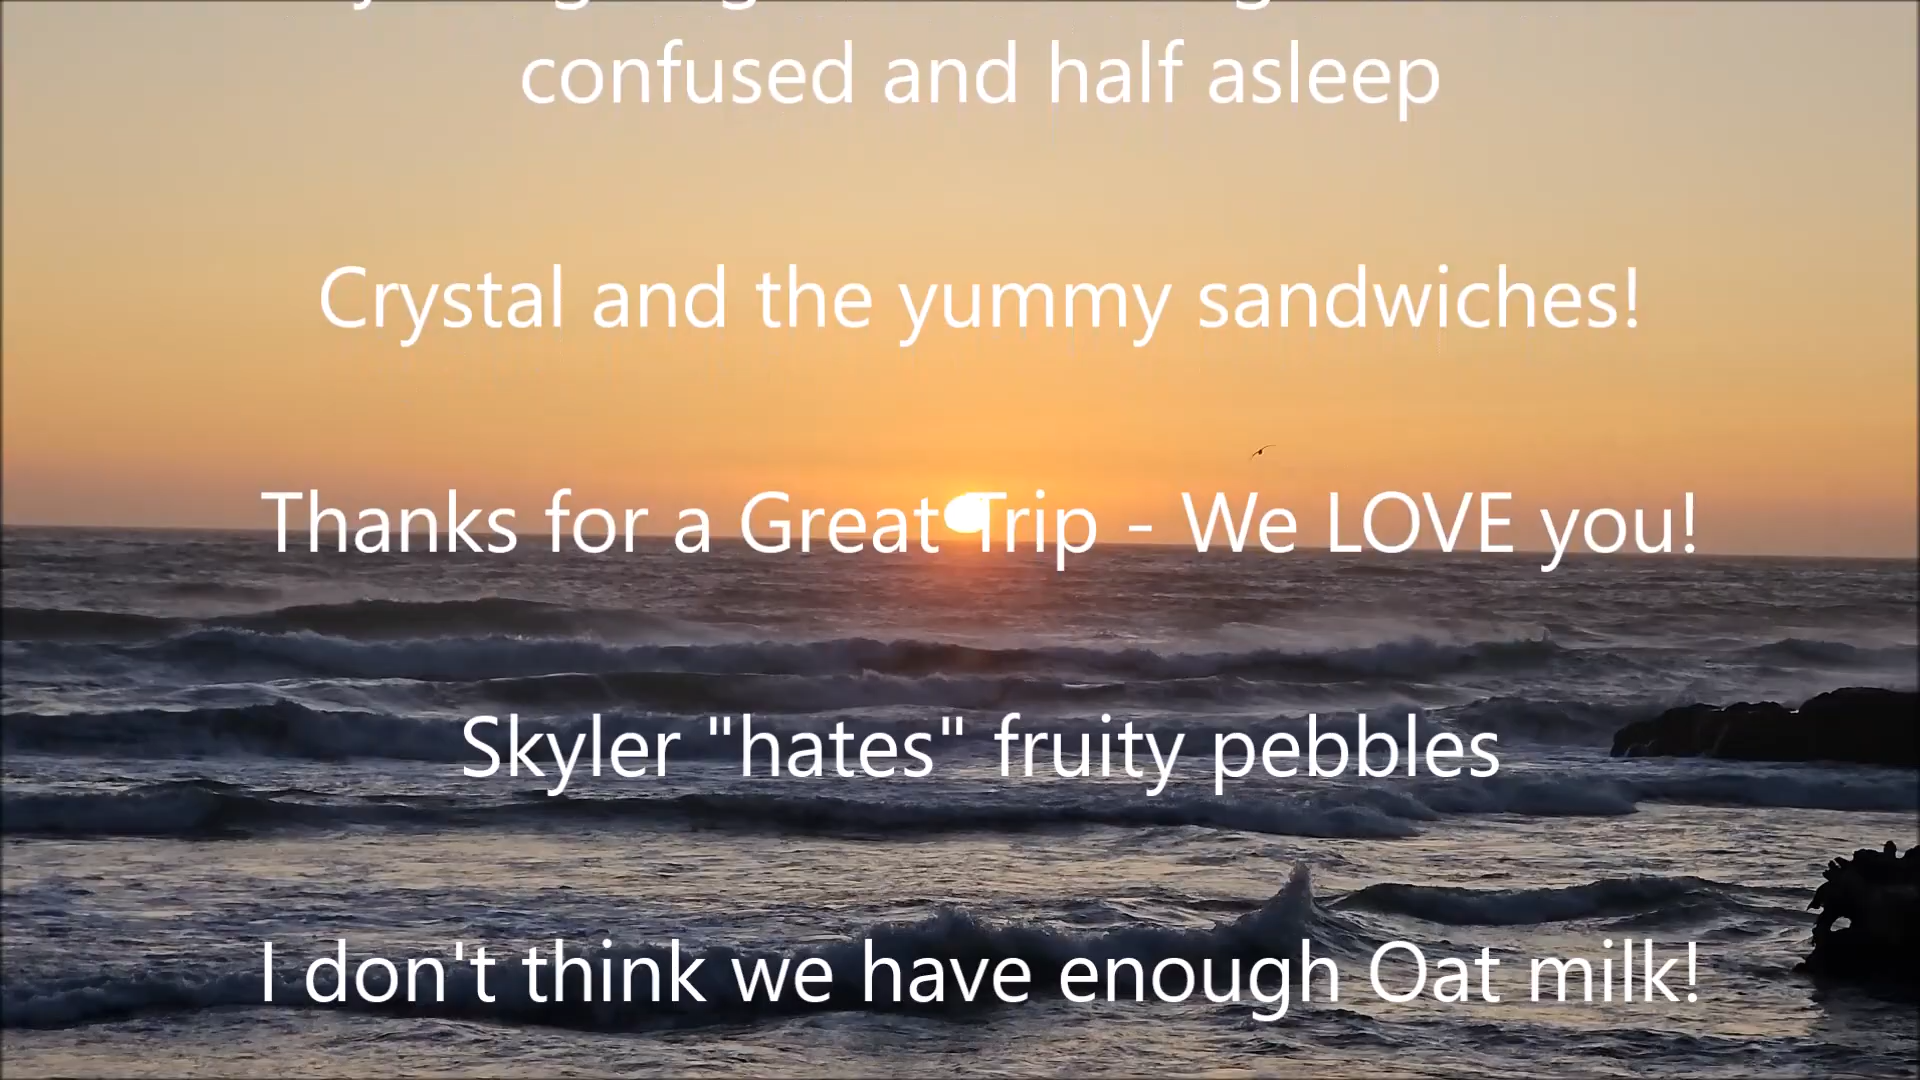 confused and half asleep
Crystal and the yummy sandwiches!
Thanks for a Great Trip - We LOVE you!
Skyler "hates" fruity pebbles
I don't think we have enough Oat milk!